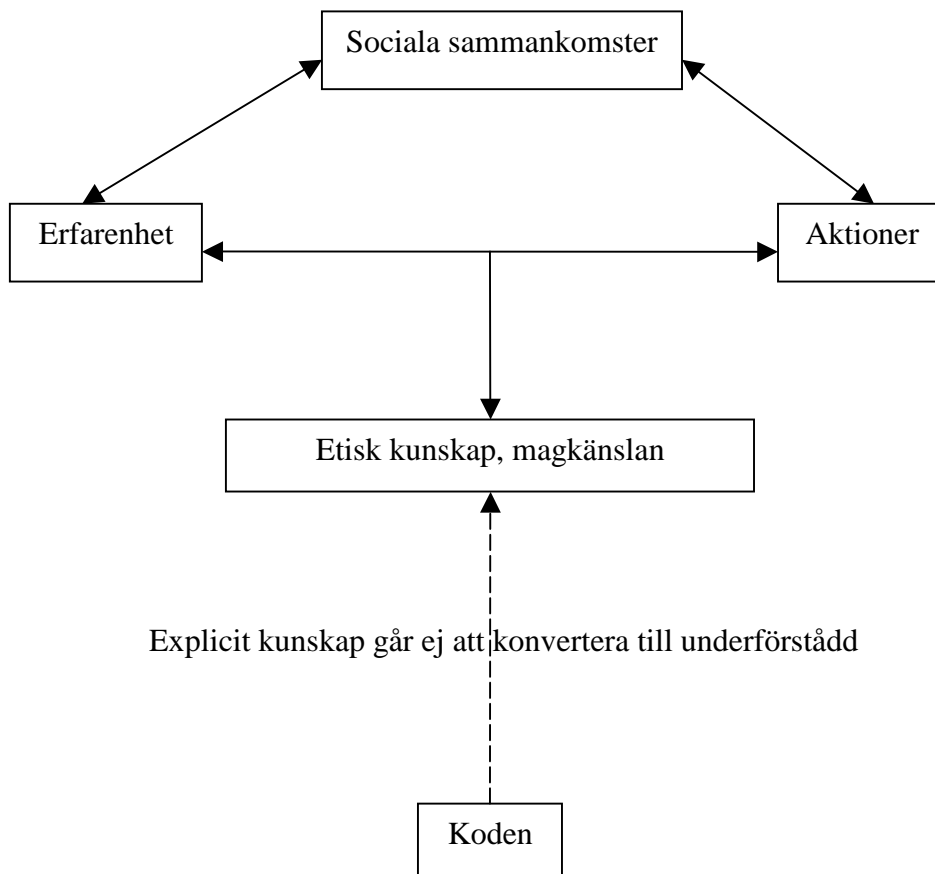 Sociala sammankomster
Erfarenhet
Aktioner
Etisk kunskap, magkänslan
Explicit kunskap går ej att konvertera till underförstådd
Koden